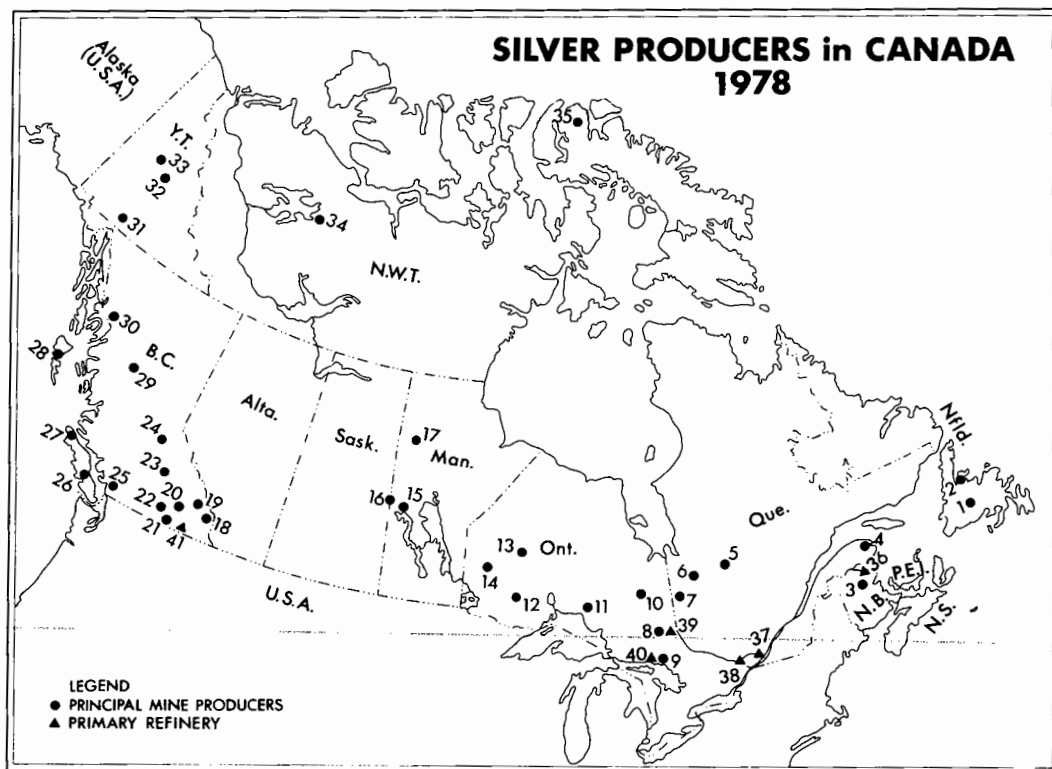 SILVER PRODUCERS in CANADA
1978
Alaska
(U.S.A.)
35
Y.T.
33
32
31
34
N.W.T.
30
28
B.C.
29
Alta.
Sask.
17
Man.
27
24
23
26
25
22
20
19
21
41
18
16
15
Nfld.
2
1
Que.
13
Ont.
14
12
11
10
5
6
7
4
36
P.E.I.
3
N.B.
N.S.
U.S.A.
8
39
40
9
37
38
LEGEND
● PRINCIPAL MINE PRODUCERS
▲ PRIMARY REFINERY